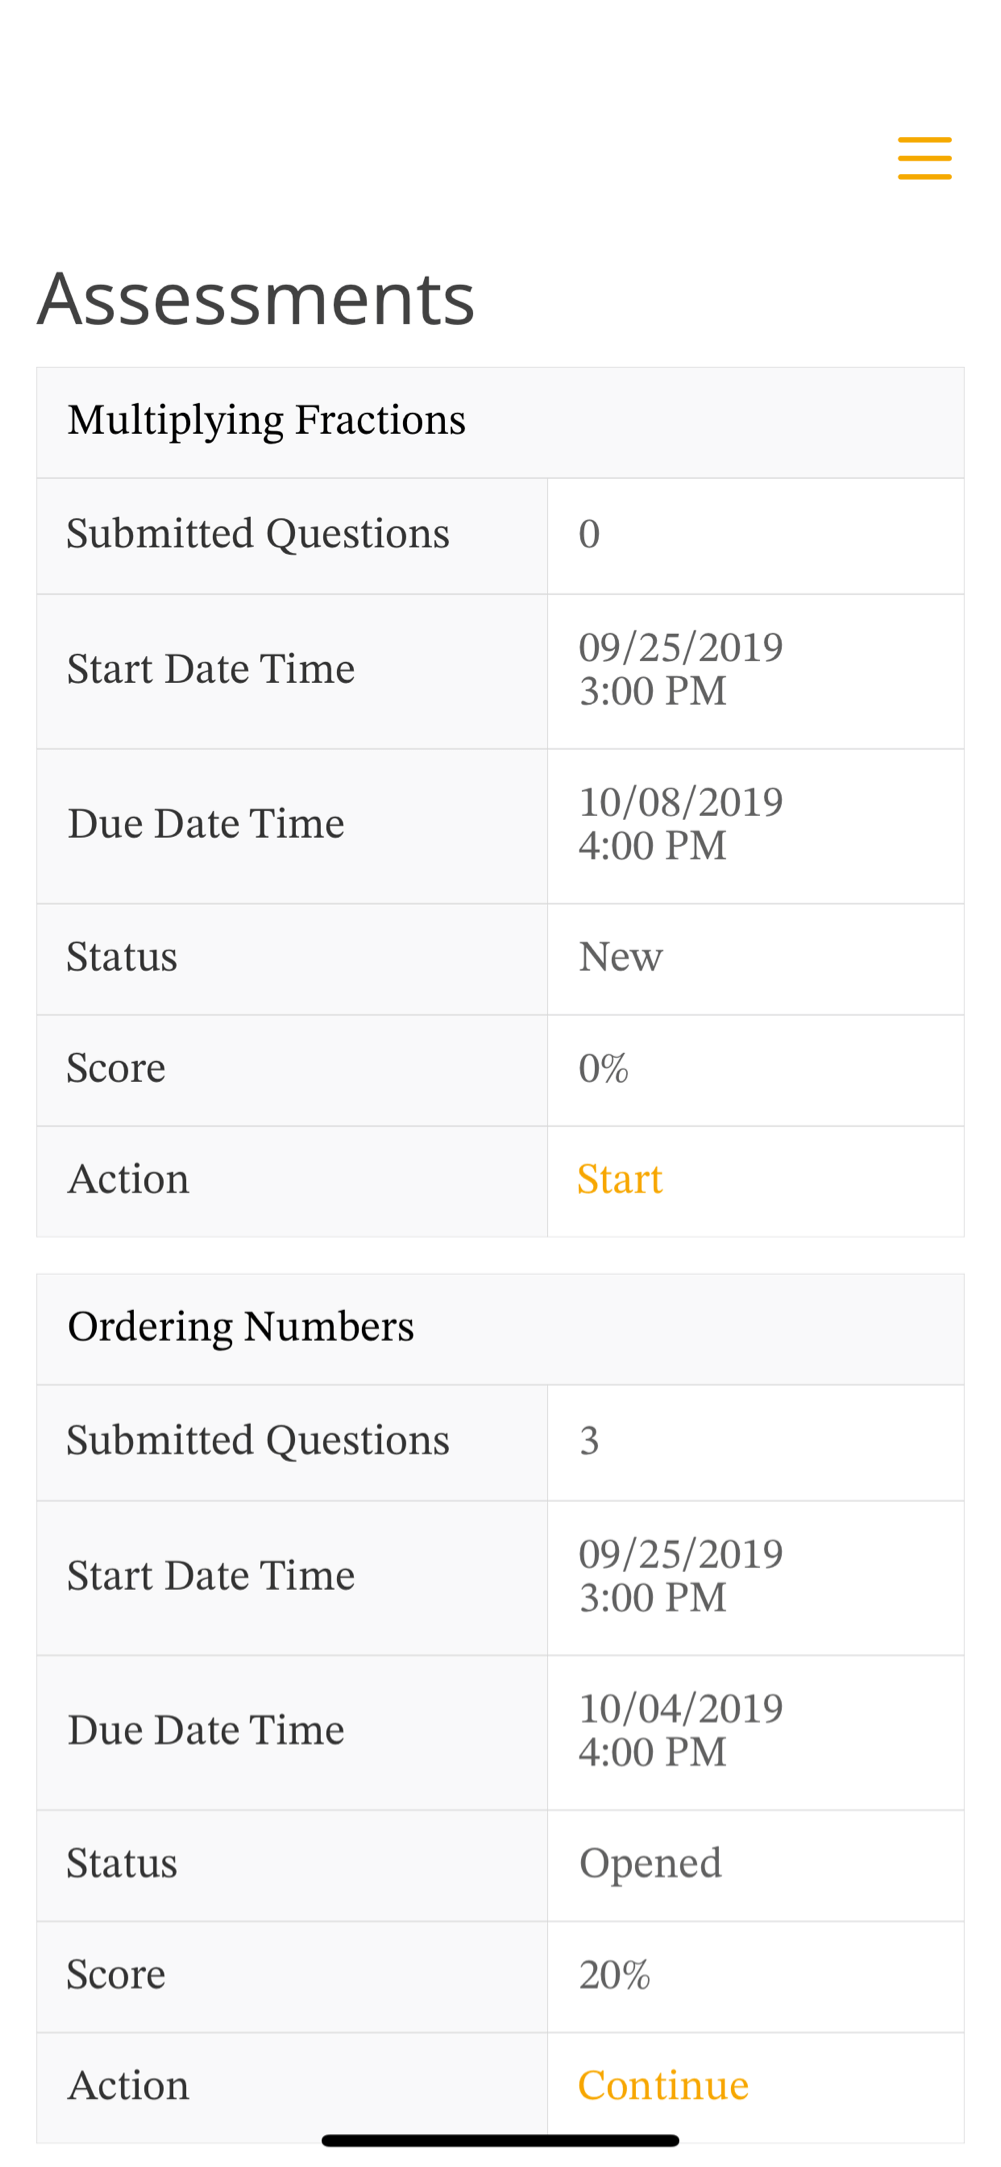 Assessments
Multiplying Fractions
Submitted Questions 0
Start Date Time 09/25/2019
3:00 PM
Due Date Time 10/08/2019
4:00 PM
Status New
Score 0%
Action Start
Ordering Numbers
Submitted Questions 3
Start Date Time 09/25/2019
3:00 PM
Due Date Time 10/04/2019
4:00 PM
Status Opened
Score 20%
Action Continue